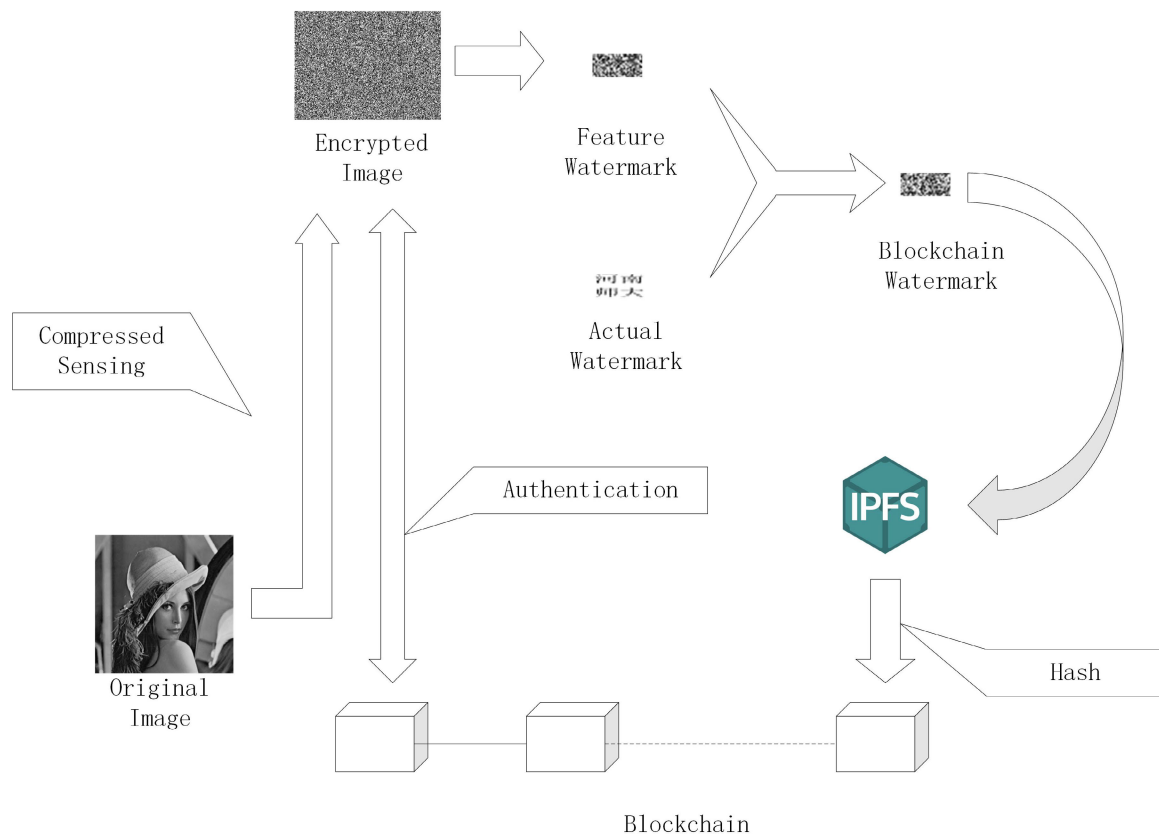 Encrypted
Image
Feature
Watermark
Blockchain
Watermark
河南
师大
Actual
Watermark
Compressed
Sensing
Authentication
IPFS
Original
Image
Hash
Blockchain